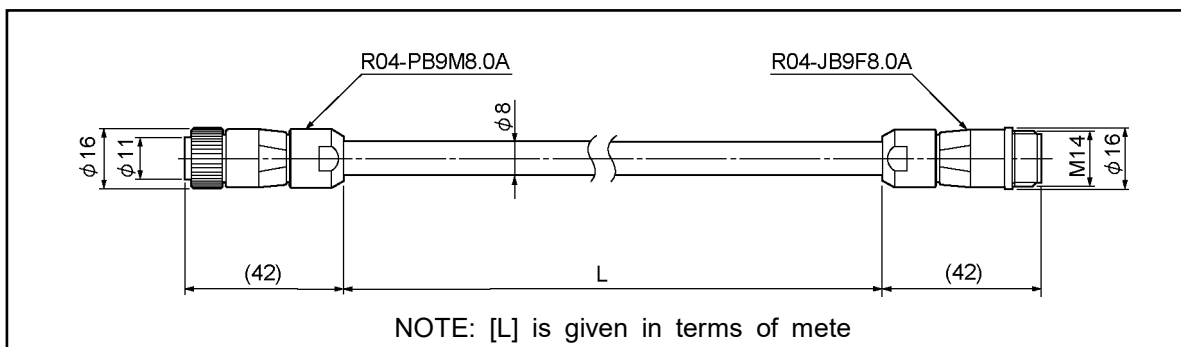 R04-PB9M8.0A
R04-JB9F8.0A
φ16
φ11
φ8
M14
φ16
(42)
L
(42)
NOTE: [L] is given in terms of mete